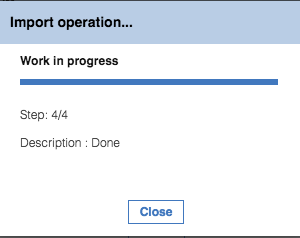 Import operation...
Work in progress
Step: 4/4
Description : Done
Close